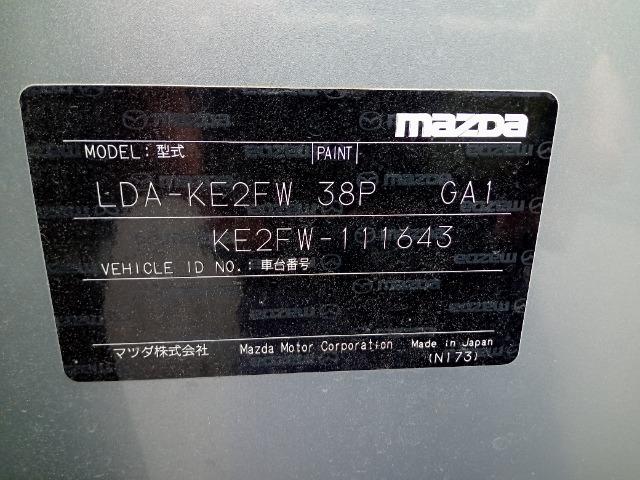 mazda
MODEL: 型式 PAINT
LDA-KE2FW 38P GA1
KE2FW-111643
VEHICLE ID NO.: 車台番号
マツダ株式会社 Mazda Motor Corporation Made in Japan
(N173)